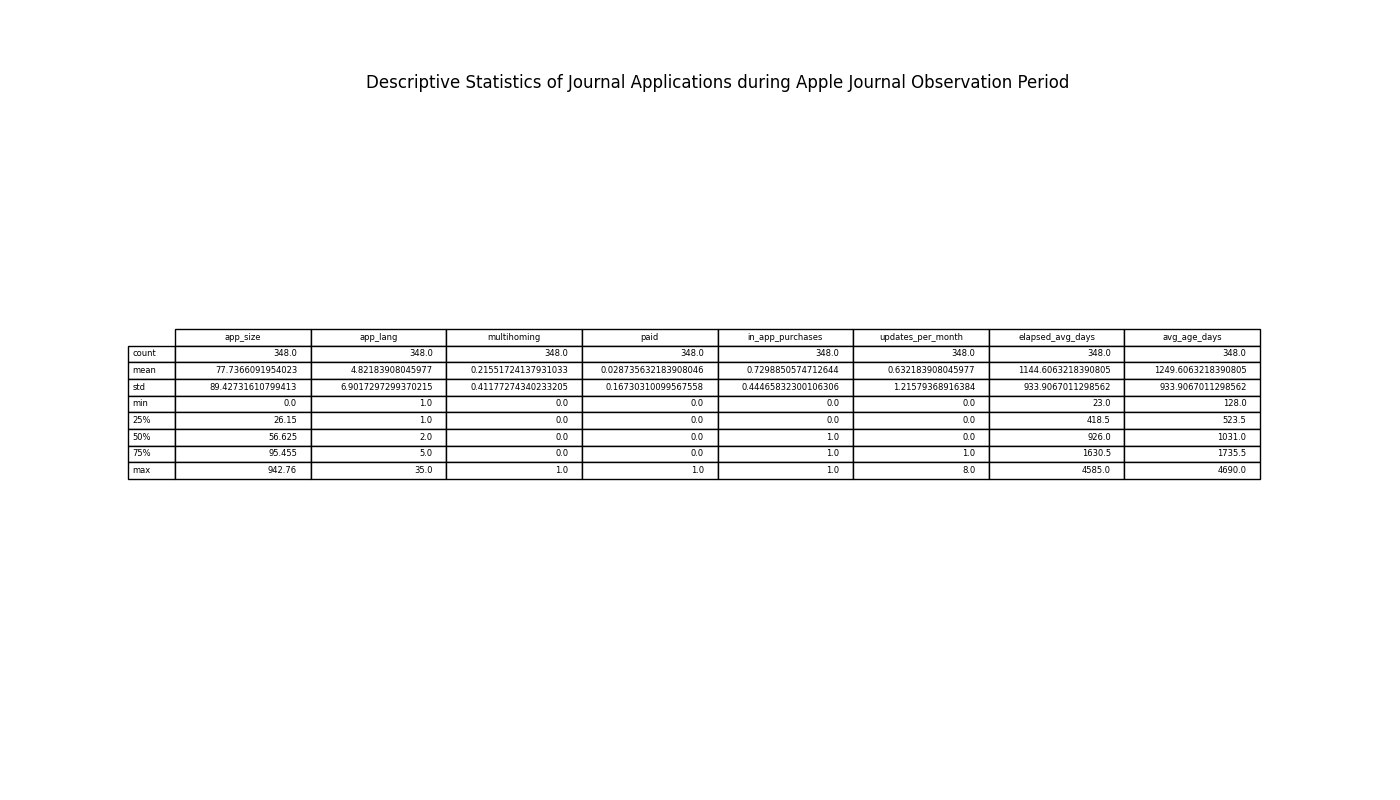 Descriptive Statistics of Journal Applications during Apple Journal Observation Period
app_size app_lang multihoming paid in_app_purchases updates_per_month elapsed_avg_days avg_age_days
count 348.0 348.0 348.0 348.0 348.0 348.0 348.0 348.0
mean 77.7366091954023 4.82183908045977 0.21551724137931033 0.028735632183908046 0.7298850574712644 0.632183908045977 1144.6063218390805 1249.6063218390805
std 89.42731610799413 6.9017297299370215 0.41177274340233205 0.16730310099567558 0.44465832300106306 1.21579368916384 933.9067011298562 933.9067011298562
min 0.0 1.0 0.0 0.0 0.0 0.0 23.0 128.0
25% 26.15 1.0 0.0 0.0 0.0 0.0 418.5 523.5
50% 56.625 2.0 0.0 0.0 1.0 0.0 926.0 1031.0
75% 95.455 5.0 0.0 0.0 1.0 1.0 1630.5 1735.5
max 942.76 35.0 1.0 1.0 1.0 8.0 4585.0 4690.0